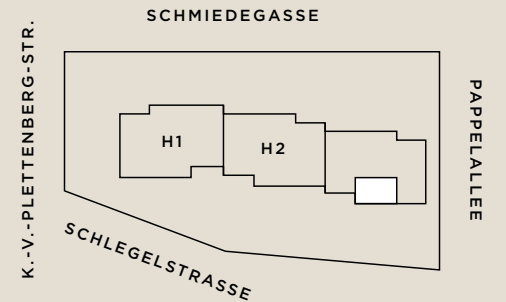 SCHMIEDEGASSE
K.-V.-PLETTENBERG-STR.
H1
H2
PAPPELALLEE
SCHLEGELSTRASSE